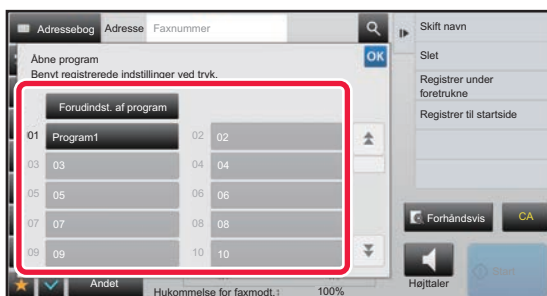 Adressebog Adresse Faxnummer
Åbne program
OK
Benyt registrerede indstillinger ved tryk.
Forudindst. af program
01 Program1 02 02
03 03 04 04
05 05 06 06
07 07 08 08
09 09 10 10
Andet
Hukommelse for faxmodt.: 100%
Skift navn
Slet
Registrer under
foretrukne
Registrer til startside
Forhåndsvis CA
Højttaler
Start